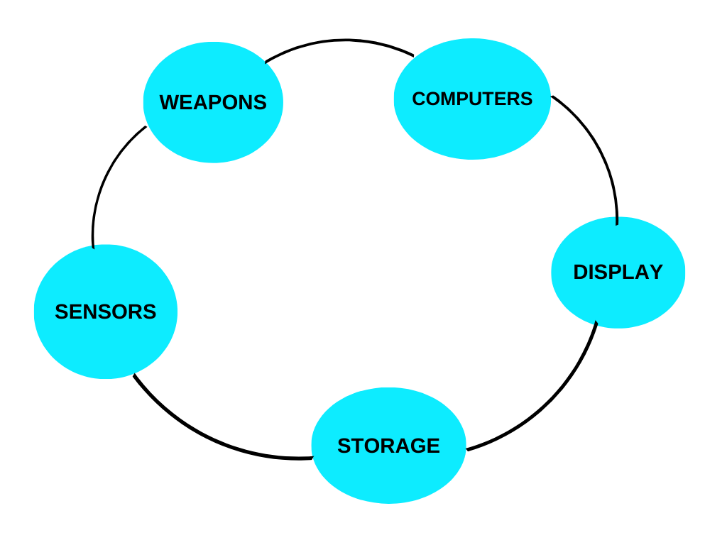 WEAPONS
COMPUTERS
DISPLAY
SENSORS
STORAGE